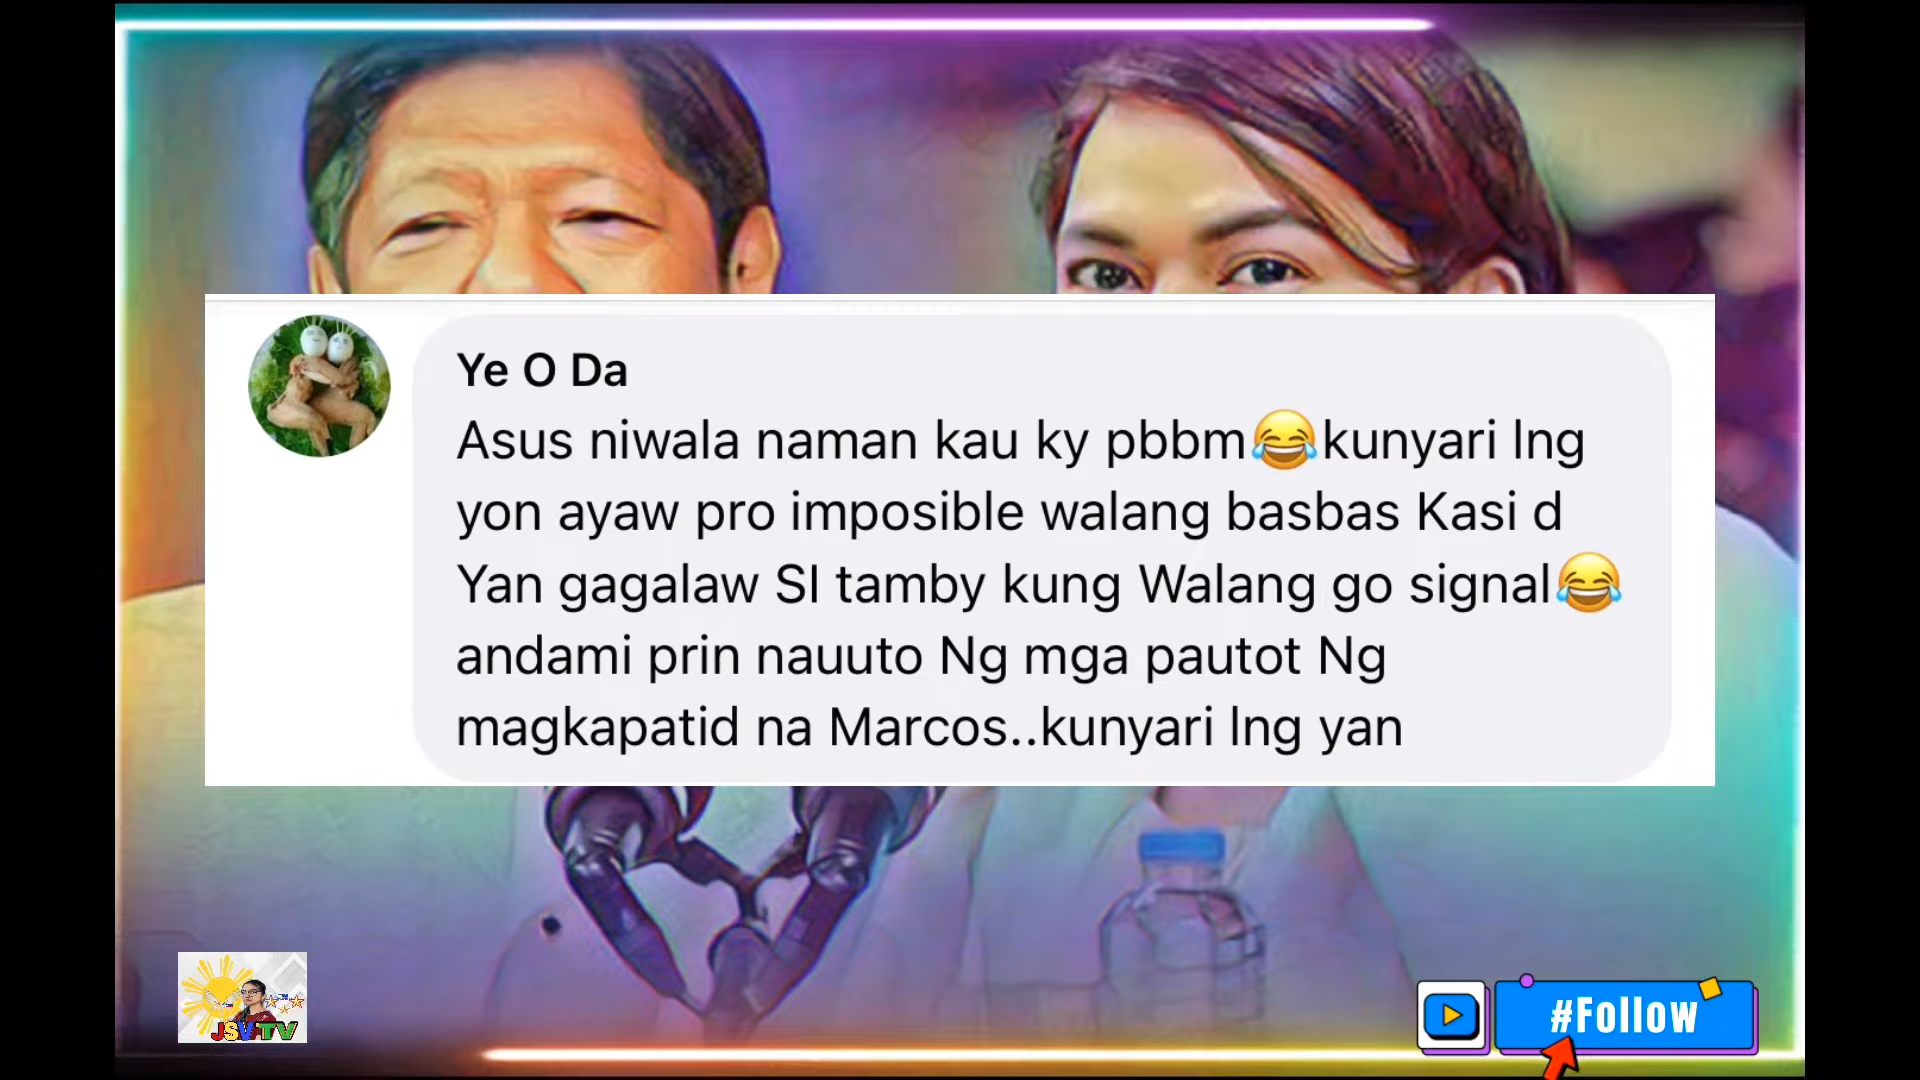 Ye O Da
Asus niwala naman kau ky pbbm😂kunyari lng
yon ayaw pro imposible walang basbas Kasi d
Yan gagalaw SI tamby kung Walang go signal😂
andami prin nauuto Ng mga pautot Ng
magkapatid na Marcos..kunyari lng yan
JSV TV
#Follow